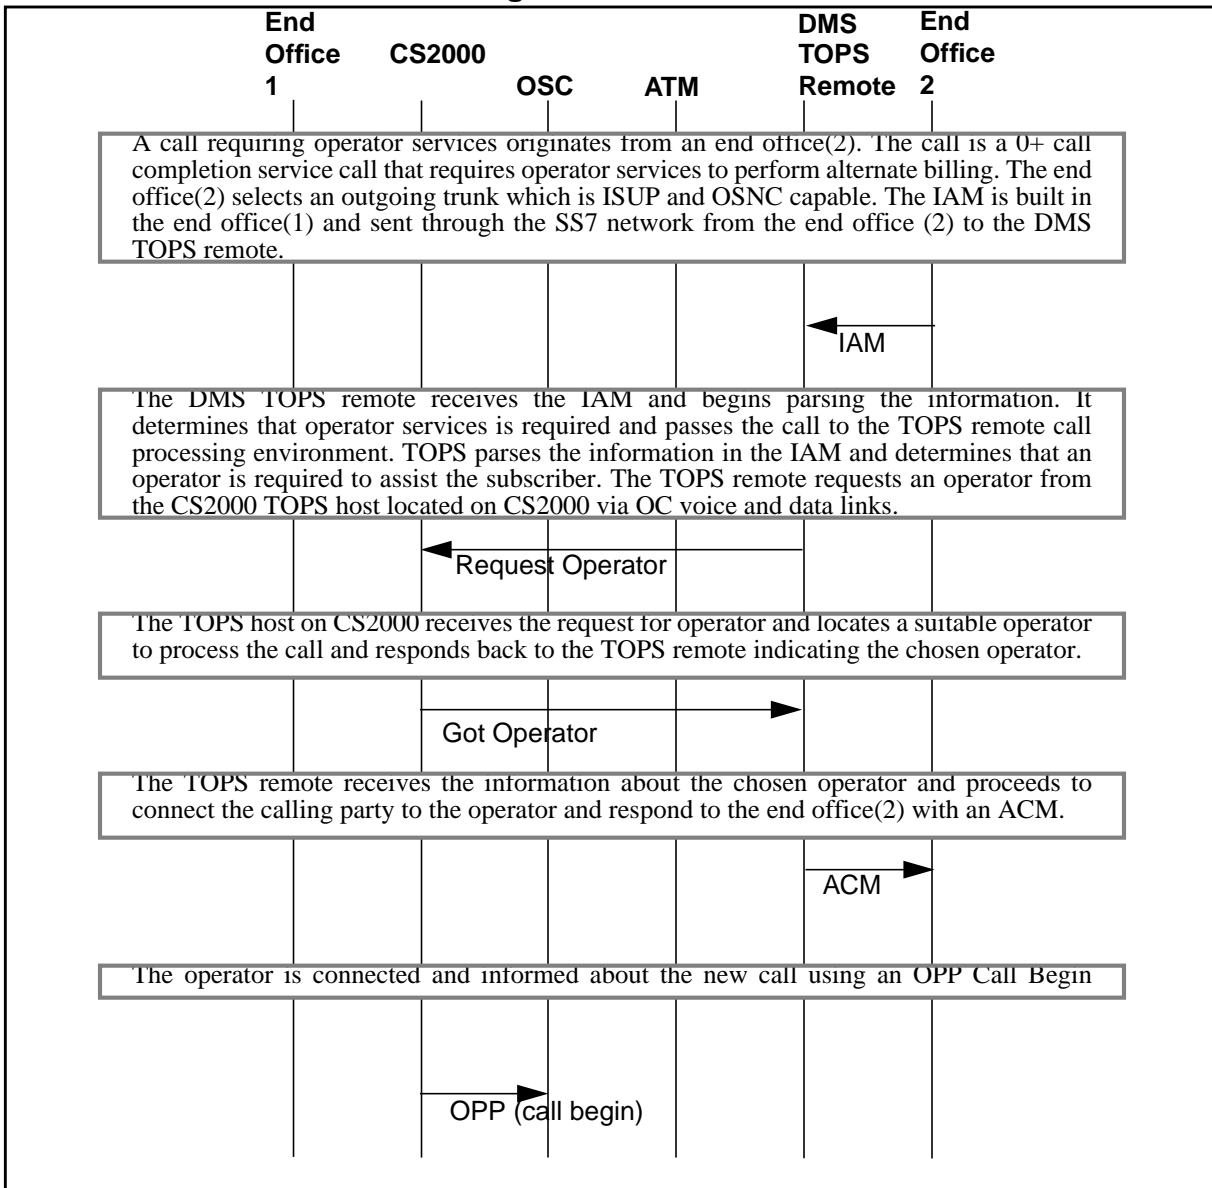 End Office 1
CS2000
OSC
ATM
DMS TOPS Remote
End Office 2
A call requiring operator services originates from an end office(2). The call is a 0+ call
completion service call that requires operator services to perform alternate billing. The end
office(2) selects an outgoing trunk which is ISUP and OSNC capable. The IAM is built in
the end office(1) and sent through the SS7 network from the end office (2) to the DMS
TOPS remote.
IAM
The DMS TOPS remote receives the IAM and begins parsing the information. It
determines that operator services is required and passes the call to the TOPS remote call
processing environment. TOPS parses the information in the IAM and determines that an
operator is required to assist the subscriber. The TOPS remote requests an operator from
the CS2000 TOPS host located on CS2000 via OC voice and data links.
Request Operator
The TOPS host on CS2000 receives the request for operator and locates a suitable operator
to process the call and responds back to the TOPS remote indicating the chosen operator.
Got Operator
The TOPS remote receives the information about the chosen operator and proceeds to
connect the calling party to the operator and respond to the end office(2) with an ACM.
ACM
The operator is connected and informed about the new call using an OPP Call Begin
OPP (call begin)